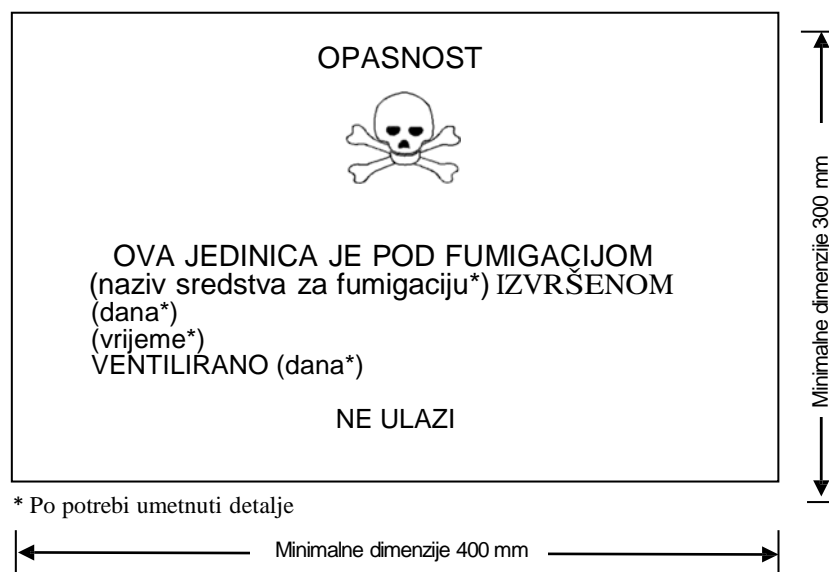 OPASNOST
OVA JEDINICA JE POD FUMIGACIJOM
(naziv sredstva za fumigaciju*) IZVRŠENOM
(dana*)
(vrijeme*)
VENTILIRANO (dana*)
NE ULAZI
* Po potrebi umetnuti detalje
Minimalne dimenzije 400 mm
Minimalne dimenzije 300 mm